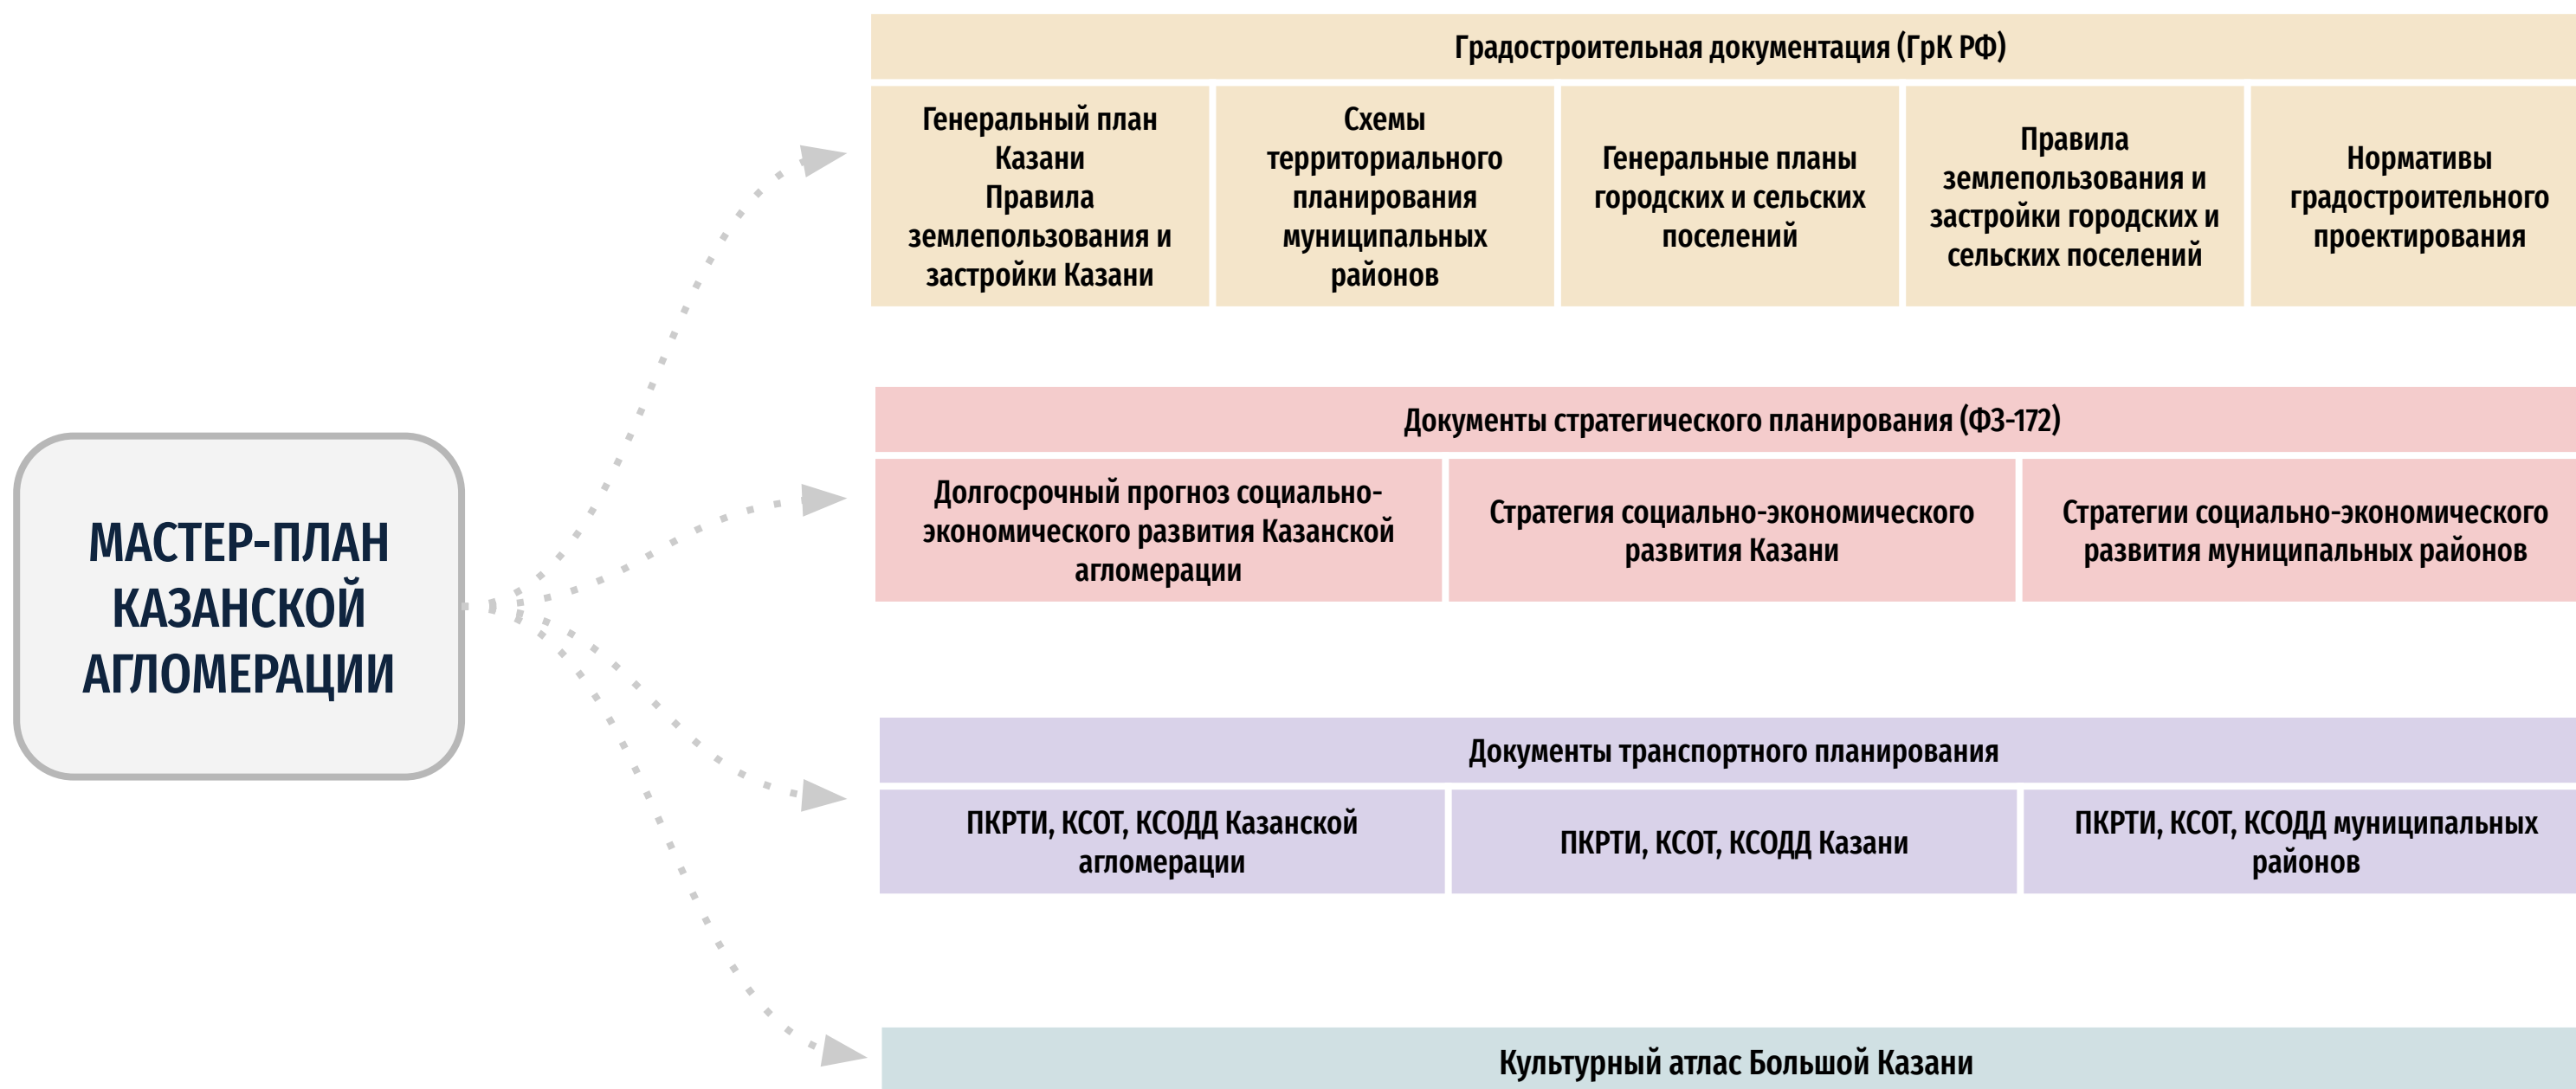 МАСТЕР-ПЛАН
КАЗАНСКОЙ
АГЛОМЕРАЦИИ
Градостроительная документация (ГрК РФ)
Генеральный план
Казани
Правила
землепользования и
застройки Казани
Схемы
территориального
планирования
муниципальных
районов
Генеральные планы
городских и сельских
поселений
Правила
землепользования и
застройки городских и
сельских поселений
Нормативы
градостроительного
проектирования
Документы стратегического планирования (ФЗ-172)
Долгосрочный прогноз социально-
экономического развития Казанской
агломерации
Стратегия социально-экономического
развития Казани
Стратегии социально-экономического
развития муниципальных районов
Документы транспортного планирования
ПКРТИ, КСОТ, КСОДД Казанской
агломерации
ПКРТИ, КСОТ, КСОДД Казани
ПКРТИ, КСОТ, КСОДД муниципальных
районов
Культурный атлас Большой Казани